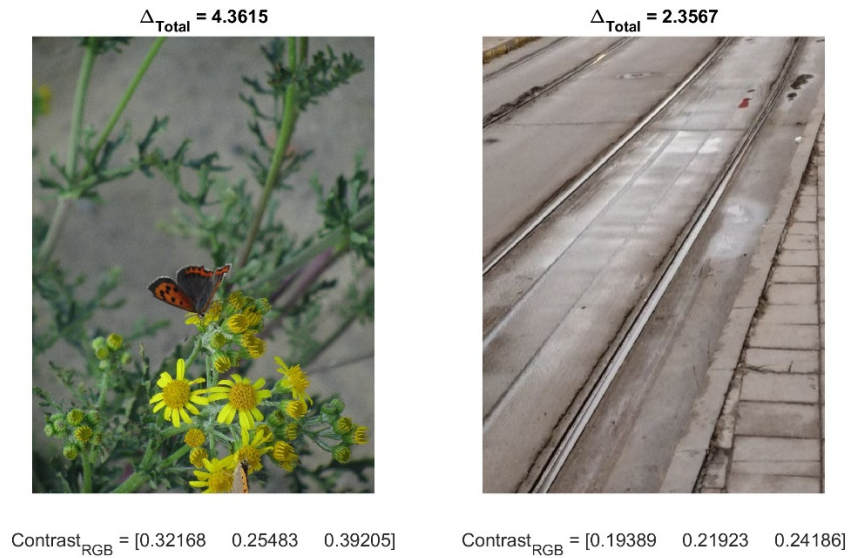 Δ_Total = 4.3615
Δ_Total = 2.3567
Contrast_RGB = [0.32168 0.25483 0.39205]
Contrast_RGB = [0.19389 0.21923 0.24186]